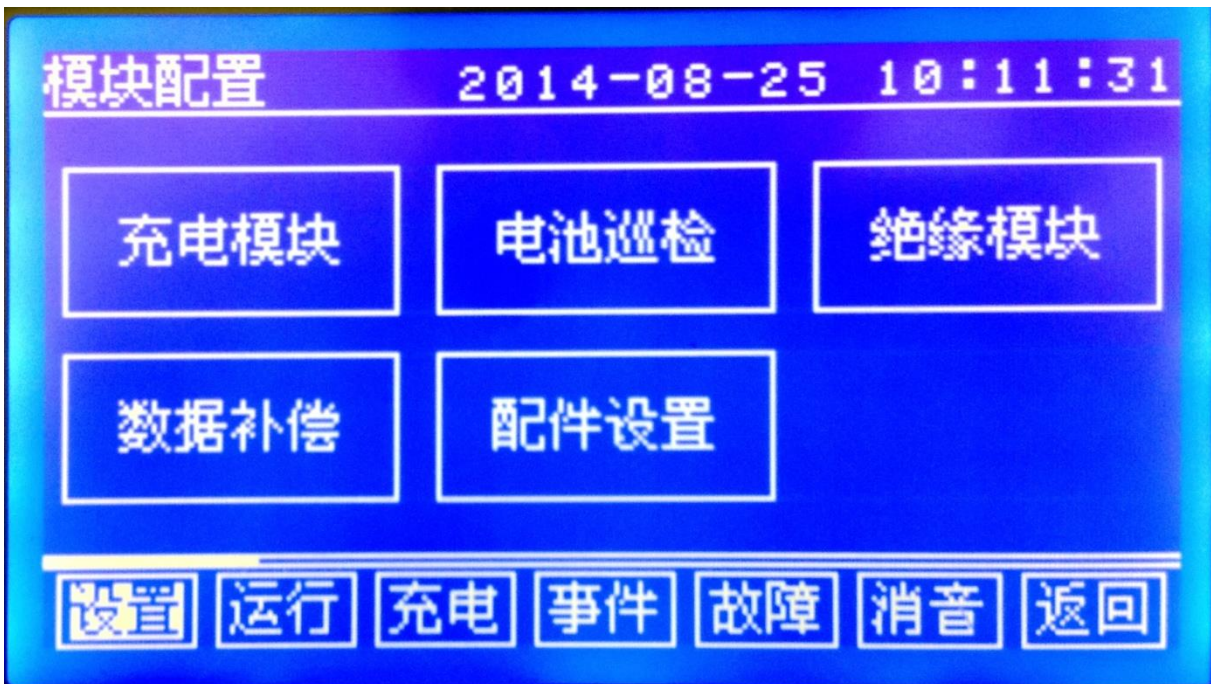 模块配置 2014-08-25 10:11:31
充电模块 电池巡检 绝缘模块
数据补偿 配件设置
设置 运行 充电 事件 故障 消音 返回